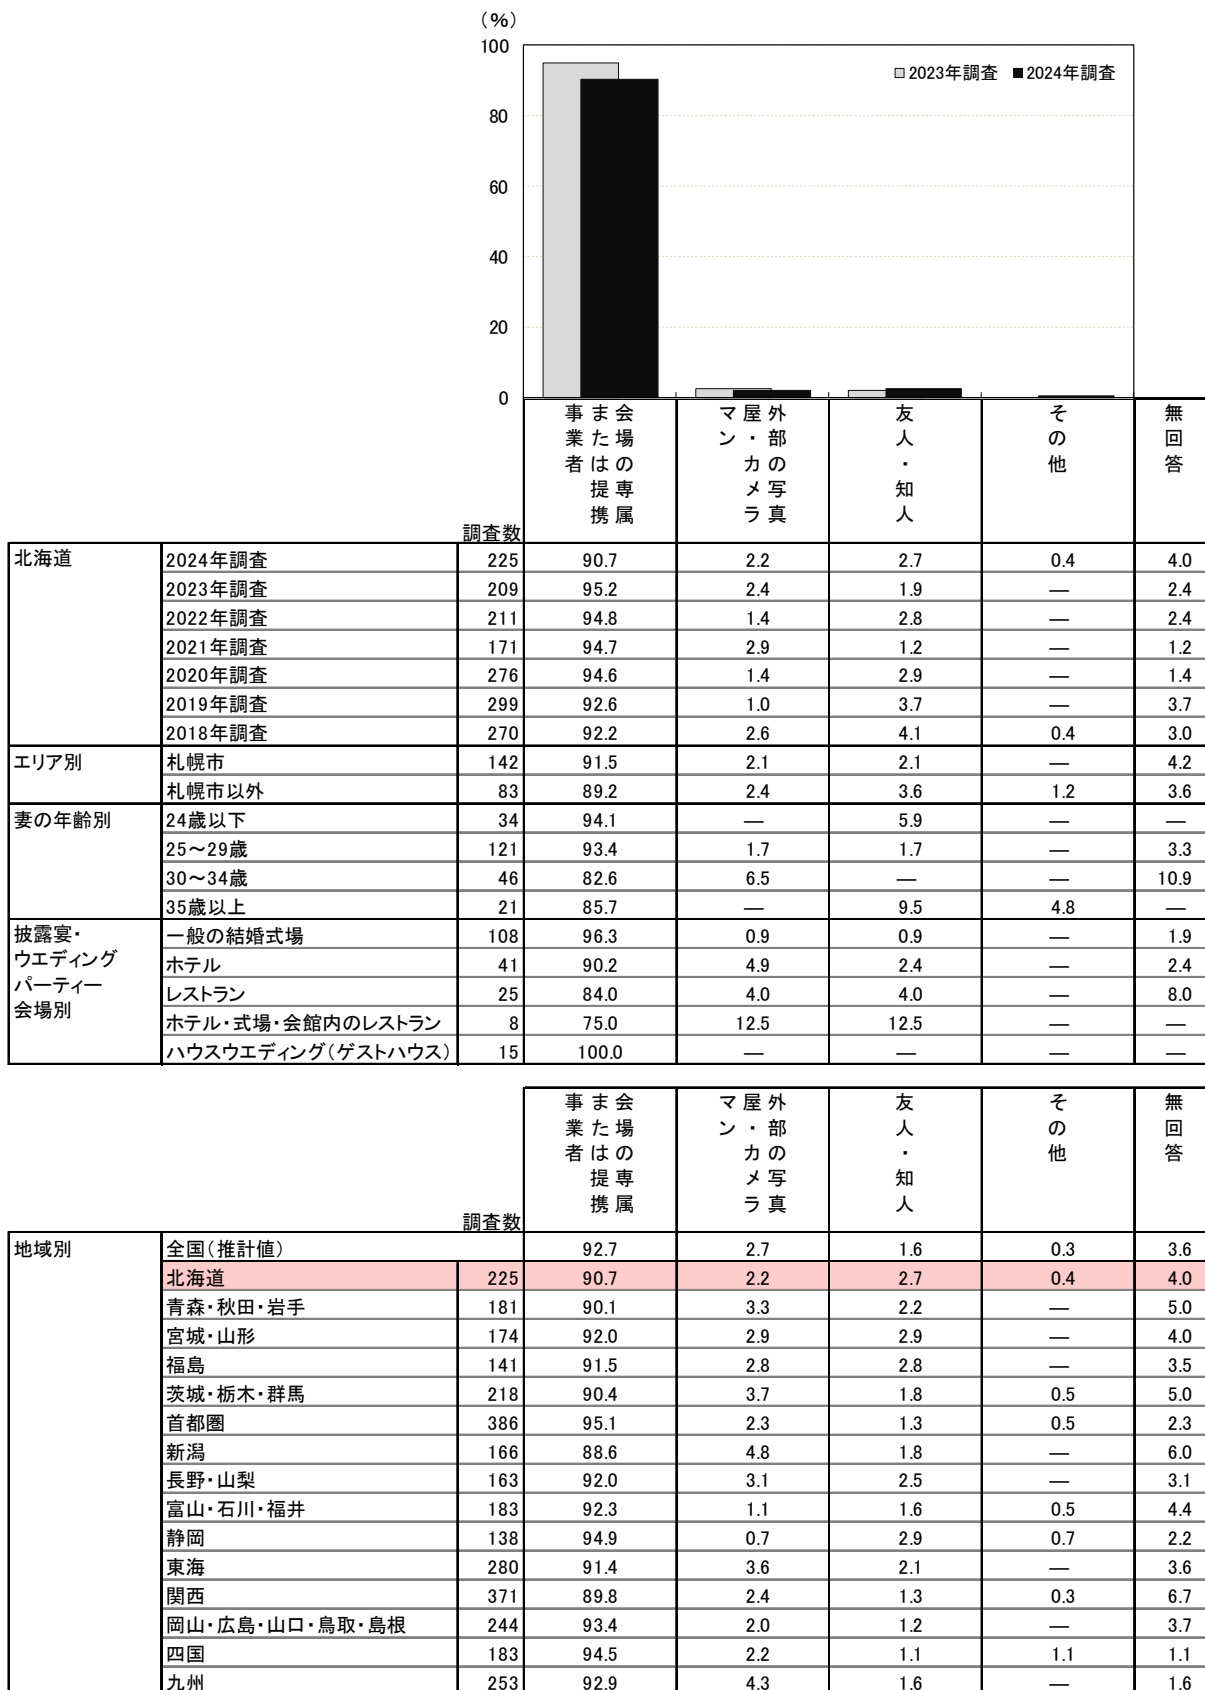 (%)
100
80
60
40
20
0
□2023年調査 ■2024年調査
調査数
会場の専属または提携事業者
外部の写真屋・カメラマン
友人・知人
その他
無回答
北海道
2024年調査 225 90.7 2.2 2.7 0.4 4.0
2023年調査 209 95.2 2.4 1.9 — 2.4
2022年調査 211 94.8 1.4 2.8 — 2.4
2021年調査 171 94.7 2.9 1.2 — 1.2
2020年調査 276 94.6 1.4 2.9 — 1.4
2019年調査 299 92.6 1.0 3.7 — 3.7
2018年調査 270 92.2 2.6 4.1 0.4 3.0
エリア別
札幌市 142 91.5 2.1 2.1 — 4.2
札幌市以外 83 89.2 2.4 3.6 1.2 3.6
妻の年齢別
24歳以下 34 94.1 — 5.9 — —
25～29歳 121 93.4 1.7 1.7 — 3.3
30～34歳 46 82.6 6.5 — — 10.9
35歳以上 21 85.7 — 9.5 4.8 —
披露宴・
ウエディング
パーティー
会場別
一般の結婚式場 108 96.3 0.9 0.9 — 1.9
ホテル 41 90.2 4.9 2.4 — 2.4
レストラン 25 84.0 4.0 4.0 — 8.0
ホテル・式場・会館内のレストラン 8 75.0 12.5 12.5 — —
ハウスウエディング(ゲストハウス) 15 100.0 — — — —
調査数
会場の専属または提携事業者
外部の写真屋・カメラマン
友人・知人
その他
無回答
地域別
全国(推計値) 92.7 2.7 1.6 0.3 3.6
北海道 225 90.7 2.2 2.7 0.4 4.0
青森・秋田・岩手 181 90.1 3.3 2.2 — 5.0
宮城・山形 174 92.0 2.9 2.9 — 4.0
福島 141 91.5 2.8 2.8 — 3.5
茨城・栃木・群馬 218 90.4 3.7 1.8 0.5 5.0
首都圏 386 95.1 2.3 1.3 0.5 2.3
新潟 166 88.6 4.8 1.8 — 6.0
長野・山梨 163 92.0 3.1 2.5 — 3.1
富山・石川・福井 183 92.3 1.1 1.6 0.5 4.4
静岡 138 94.9 0.7 2.9 0.7 2.2
東海 280 91.4 3.6 2.1 — 3.6
関西 371 89.8 2.4 1.3 0.3 6.7
岡山・広島・山口・鳥取・島根 244 93.4 2.0 1.2 — 3.7
四国 183 94.5 2.2 1.1 1.1 1.1
九州 253 92.9 4.3 1.6 — 1.6